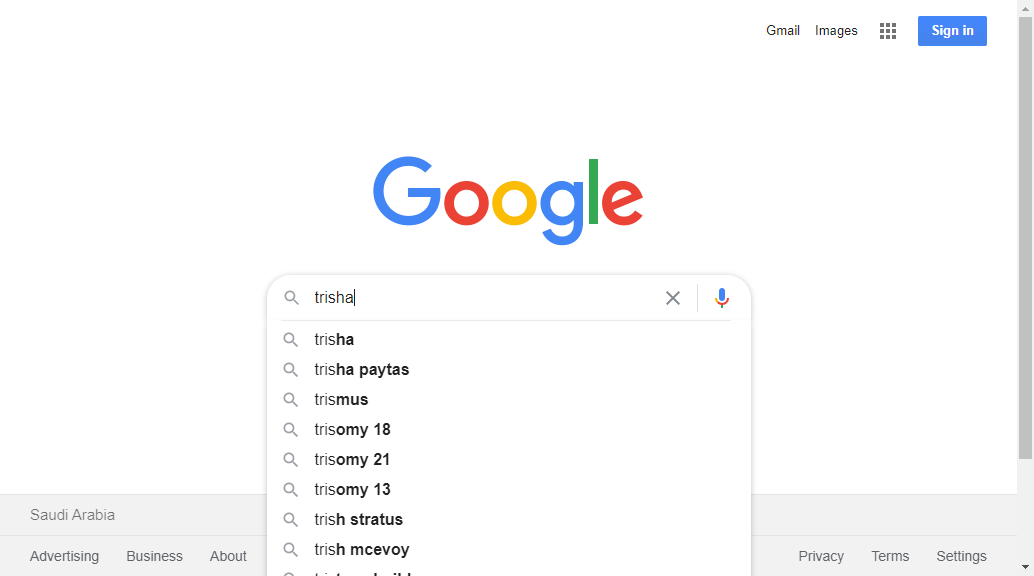 Gmail Images Sign in
Google
trisha
trisha
trisha paytas
trismus
trisomy 18
trisomy 21
trisomy 13
trish stratus
trish mcevoy
Saudi Arabia
Advertising Business About Privacy Terms Settings